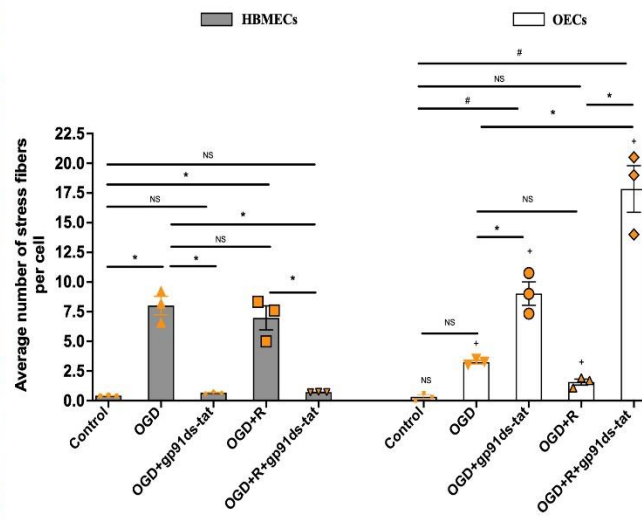 HBMECs
OECs
#
NS
*
#
*
NS
*
NS
*
NS
*
*
*
NS
*
NS
NS
+
+
+
+
Average number of stress fibers
per cell
22.5
20.0
17.5
15.0
12.5
10.0
7.5
5.0
2.5
0.0
Control
OGD
OGD+gp91ds-tat
OGD+R
OGD+R+gp91ds-tat
Control
OGD
OGD+gp91ds-tat
OGD+R
OGD+R+gp91ds-tat